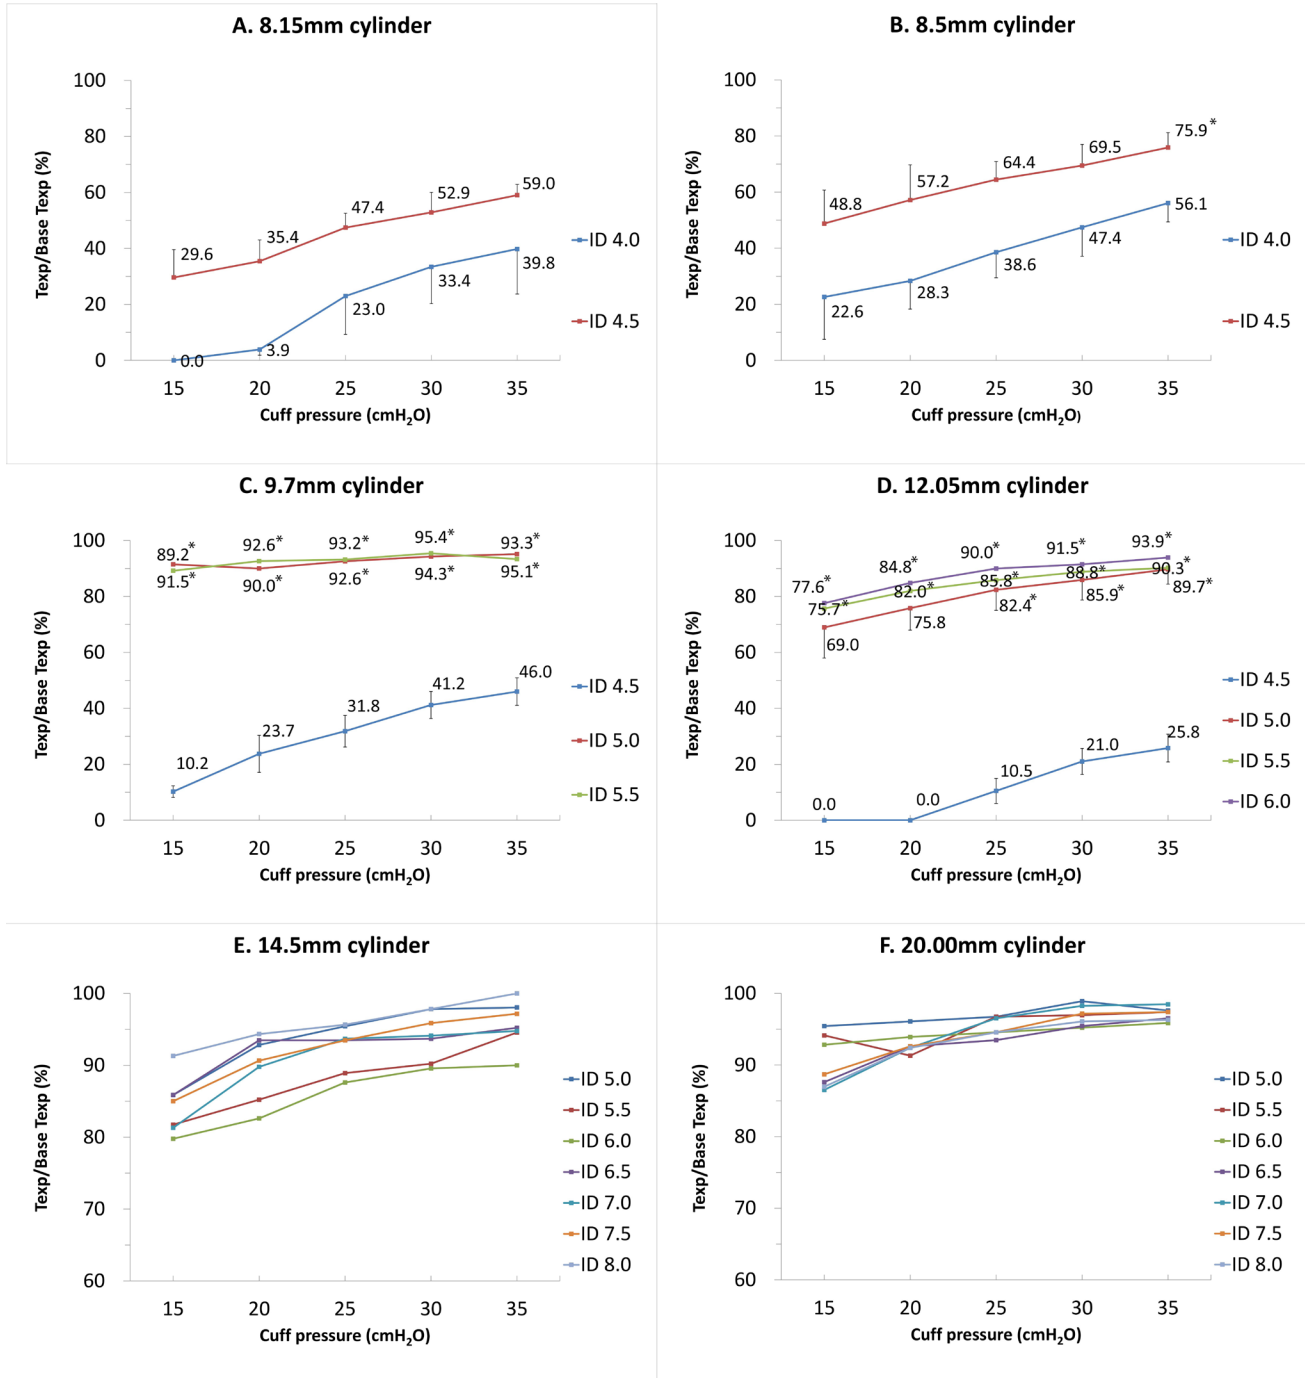 A. 8.15mm cylinder
Texp/Base Texp (%)
100
80
60
40
20
0
29.6
35.4
47.4
52.9
59.0
0.0
3.9
23.0
33.4
39.8
15 20 25 30 35
Cuff pressure (cmH₂O)
ID 4.0
ID 4.5
B. 8.5mm cylinder
Texp/Base Texp (%)
100
80
60
40
20
0
48.8
57.2
64.4
69.5
75.9*
22.6
28.3
38.6
47.4
56.1
15 20 25 30 35
Cuff pressure (cmH₂O)
ID 4.0
ID 4.5
C. 9.7mm cylinder
Texp/Base Texp (%)
100
80
60
40
20
0
89.2*
92.6*
93.2*
95.4*
93.3*
91.5*
90.0*
92.6*
94.3*
95.1*
10.2
23.7
31.8
41.2
46.0
15 20 25 30 35
Cuff pressure (cmH₂O)
ID 4.5
ID 5.0
ID 5.5
D. 12.05mm cylinder
Texp/Base Texp (%)
100
80
60
40
20
0
77.6*
84.8*
90.0*
91.5*
93.9*
75.7*
82.0*
85.8*
88.8*
90.3*
69.0
75.8
82.4*
85.9*
89.7*
0.0
0.0
10.5
21.0
25.8
15 20 25 30 35
Cuff pressure (cmH₂O)
ID 4.5
ID 5.0
ID 5.5
ID 6.0
E. 14.5mm cylinder
Texp/Base Texp (%)
100
90
80
70
60
15 20 25 30 35
Cuff pressure (cmH₂O)
ID 5.0
ID 5.5
ID 6.0
ID 6.5
ID 7.0
ID 7.5
ID 8.0
F. 20.00mm cylinder
Texp/Base Texp (%)
100
90
80
70
60
15 20 25 30 35
Cuff pressure (cmH₂O)
ID 5.0
ID 5.5
ID 6.0
ID 6.5
ID 7.0
ID 7.5
ID 8.0